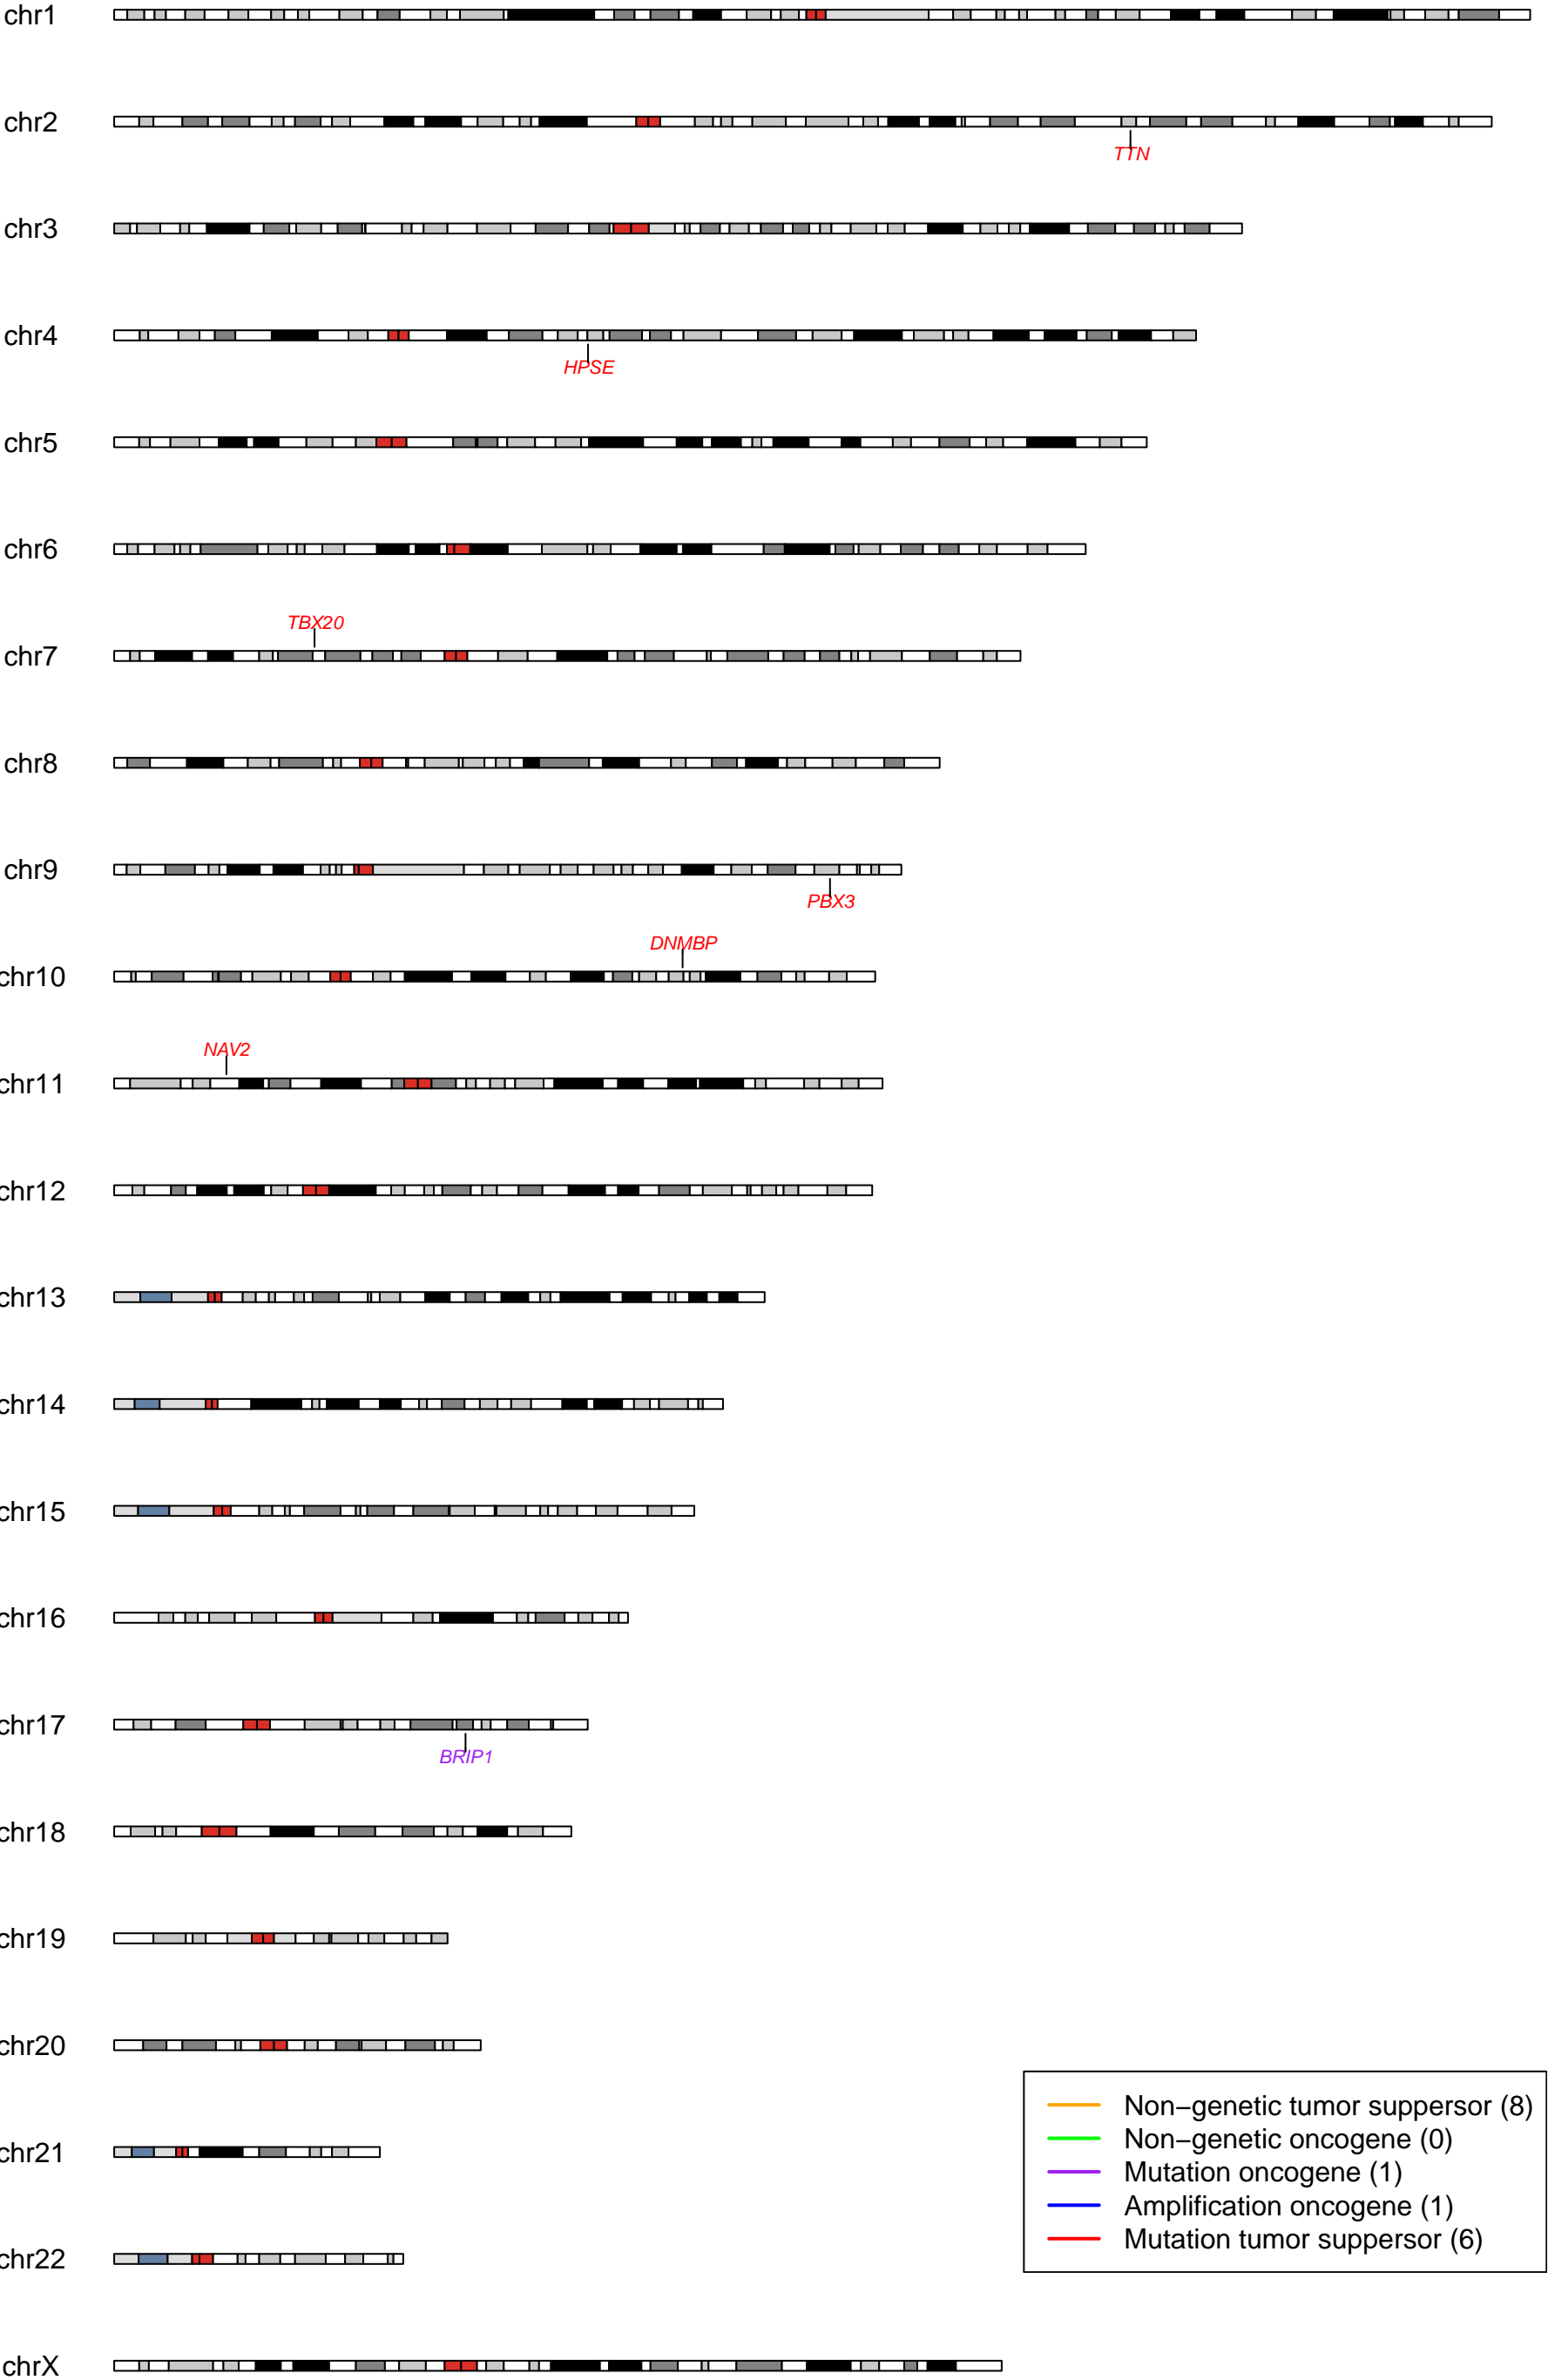 chr1
chr2
TTN
chr3
chr4
HPSE
chr5
chr6
TBX20
chr7
chr8
chr9
PBX3
DNMBP
chr10
NAV2
chr11
chr12
chr13
chr14
chr15
chr16
chr17
BRIP1
chr18
chr19
chr20
chr21
chr22
chrX
Non−genetic tumor suppersor (8)
Non−genetic oncogene (0)
Mutation oncogene (1)
Amplification oncogene (1)
Mutation tumor suppersor (6)